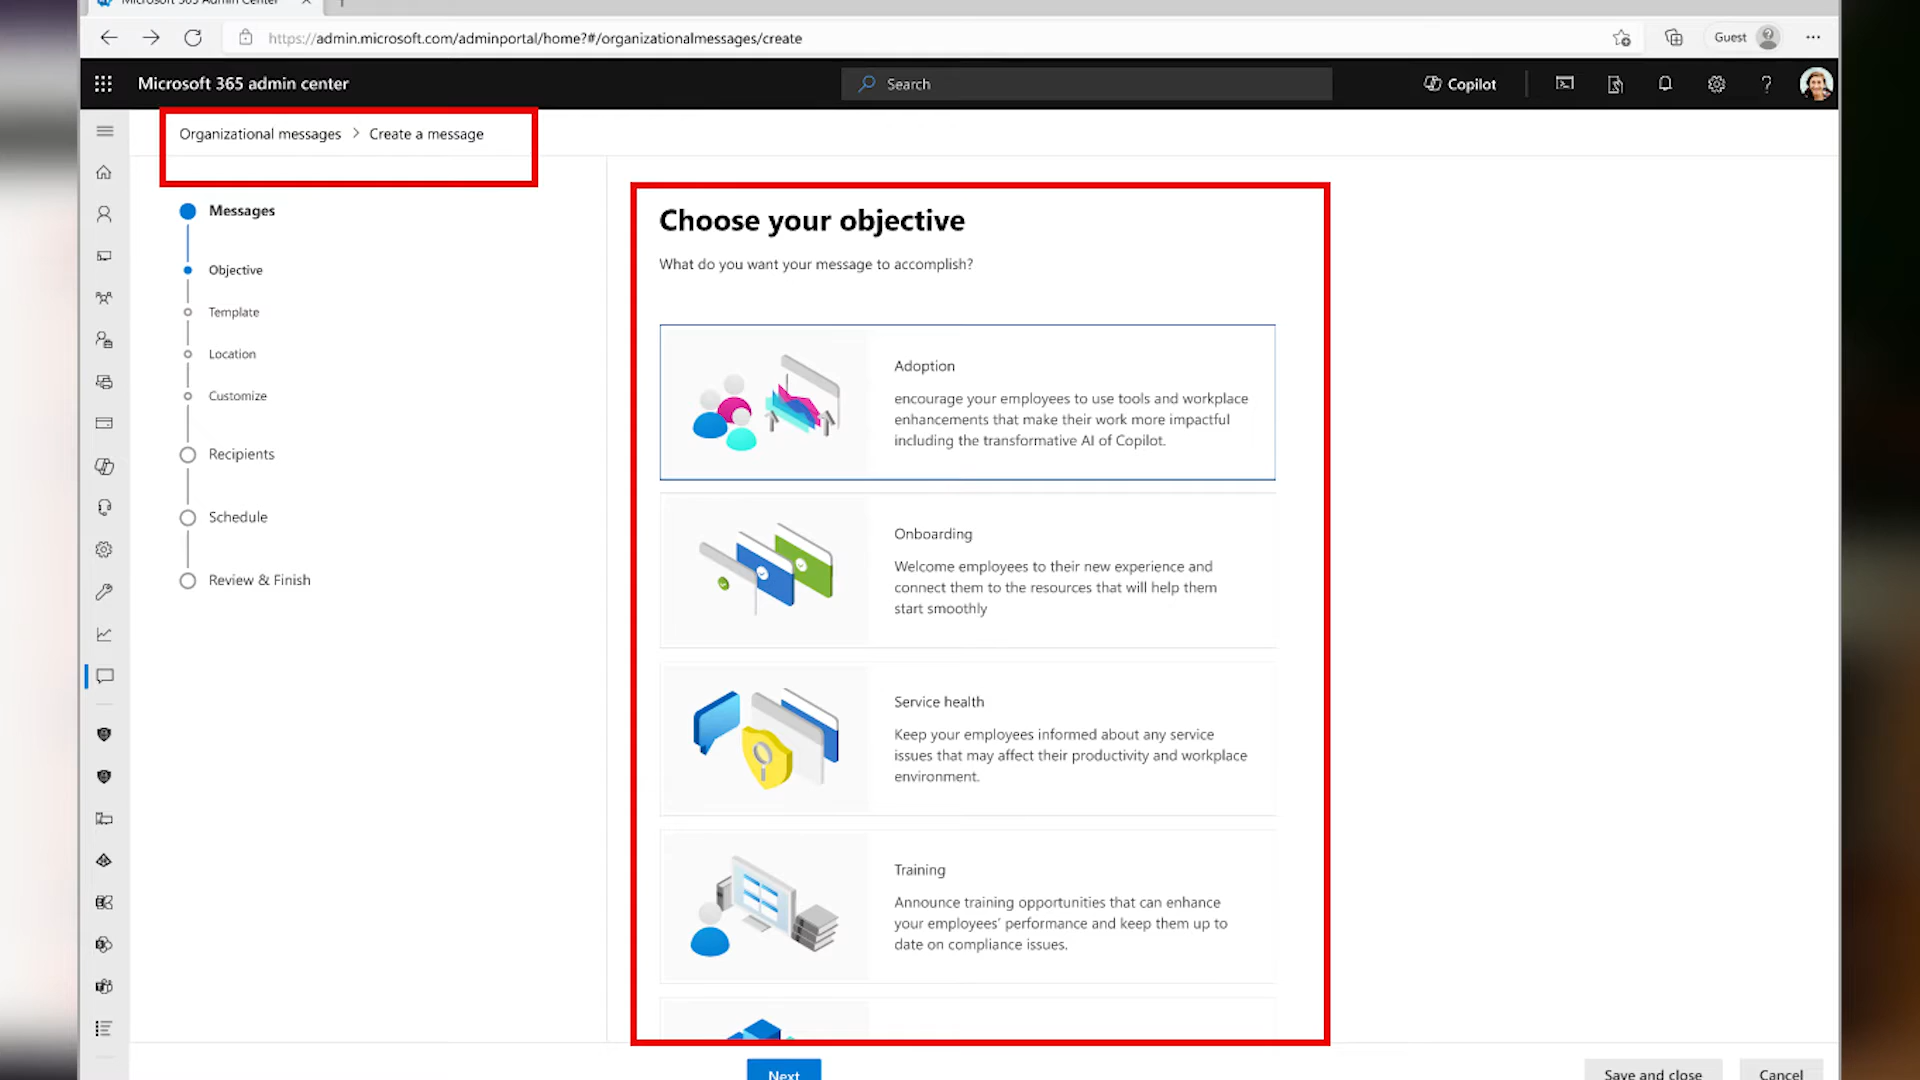 Microsoft 365 Admin Center
https://admin.microsoft.com/adminportal/home?#/organizationalmessages/create
Guest
Microsoft 365 admin center
Search
Copilot
Organizational messages > Create a message
Messages
Objective
Template
Location
Customize
Recipients
Schedule
Review & Finish
Choose your objective
What do you want your message to accomplish?
Adoption
encourage your employees to use tools and workplace
enhancements that make their work more impactful
including the transformative AI of Copilot.
Onboarding
Welcome employees to their new experience and
connect them to the resources that will help them
start smoothly
Service health
Keep your employees informed about any service
issues that may affect their productivity and workplace
environment.
Training
Announce training opportunities that can enhance
your employees’ performance and keep them up to
date on compliance issues.
Next
Save and close
Cancel